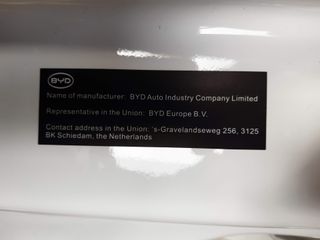 BYD
Name of manufacturer: BYD Auto Industry Company Limited
Representative in the Union: BYD Europe B.V.
Contact address in the Union: 's-Gravelandseweg 256, 3125
BK Schiedam, the Netherlands